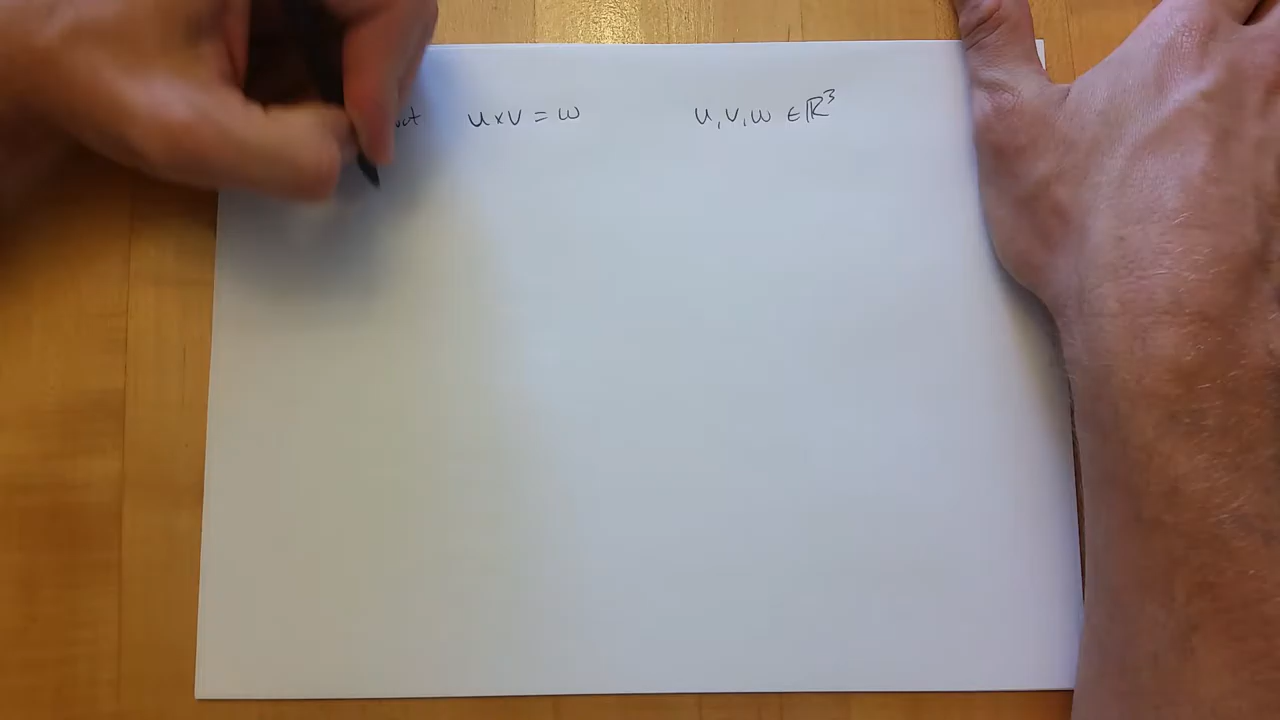 u×v = w u,v,w ∈ ℝ³